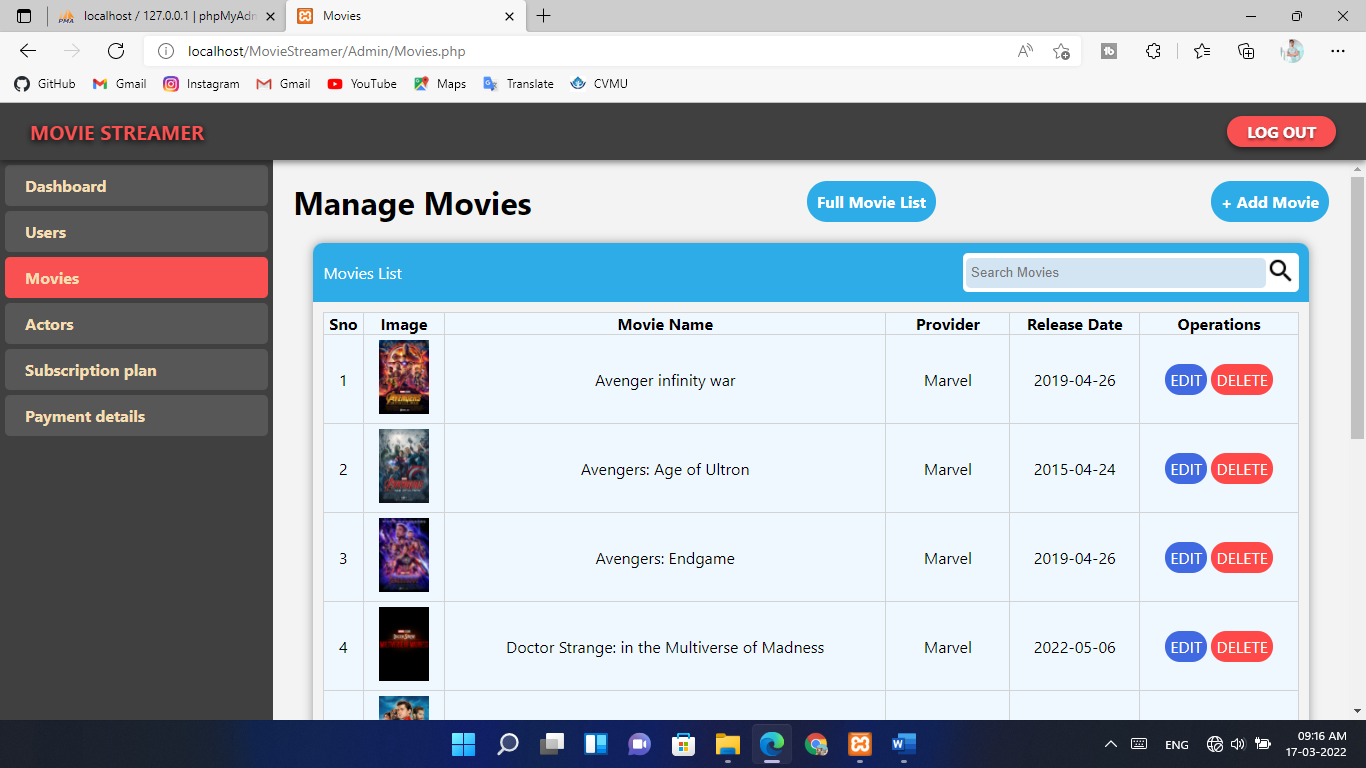 localhost / 127.0.0.1 | phpMyAdm
Movies
localhost/MovieStreamer/Admin/Movies.php
GitHub Gmail Instagram Gmail YouTube Maps Translate CVMU
MOVIE STREAMER
LOG OUT
Dashboard
Users
Movies
Actors
Subscription plan
Payment details
Manage Movies
Full Movie List
+ Add Movie
Movies List
Search Movies
Sno Image Movie Name Provider Release Date Operations
1 Avenger infinity war Marvel 2019-04-26 EDIT DELETE
2 Avengers: Age of Ultron Marvel 2015-04-24 EDIT DELETE
3 Avengers: Endgame Marvel 2019-04-26 EDIT DELETE
4 Doctor Strange: in the Multiverse of Madness Marvel 2022-05-06 EDIT DELETE
ENG
09:16 AM
17-03-2022